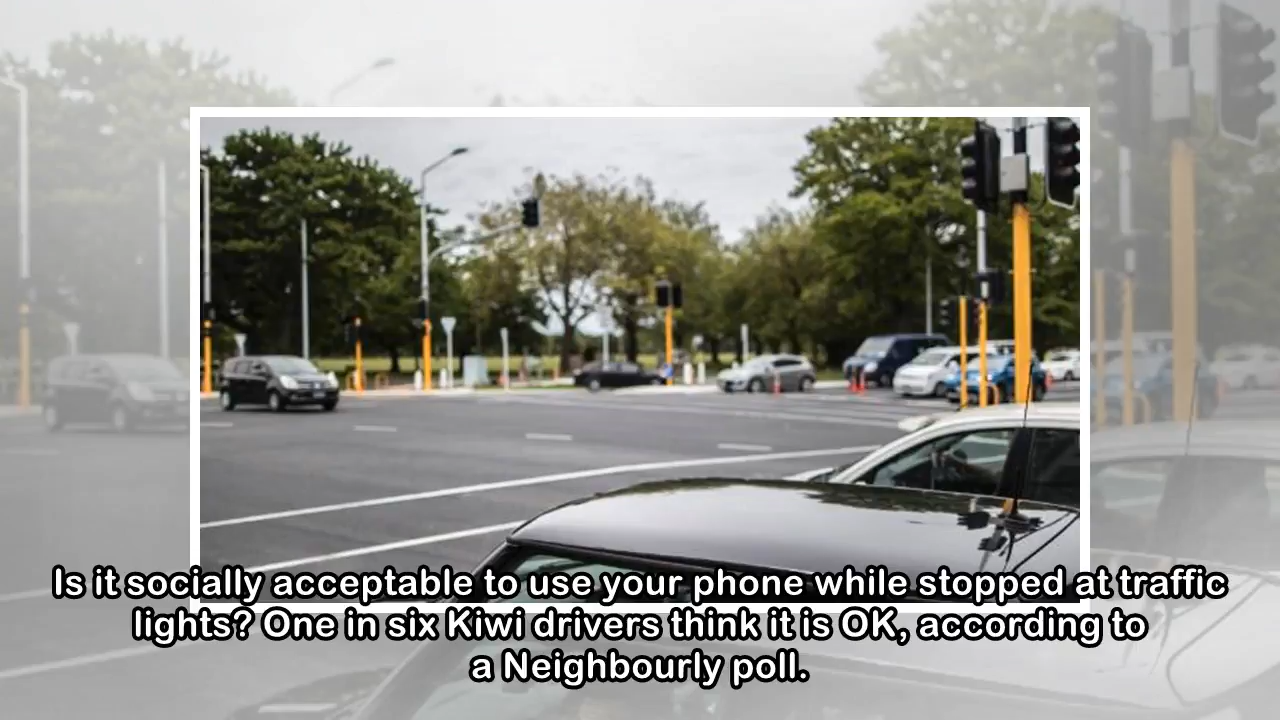 Is it socially acceptable to use your phone while stopped at traffic
lights? One in six Kiwi drivers think it is OK, according to
a Neighbourly poll.